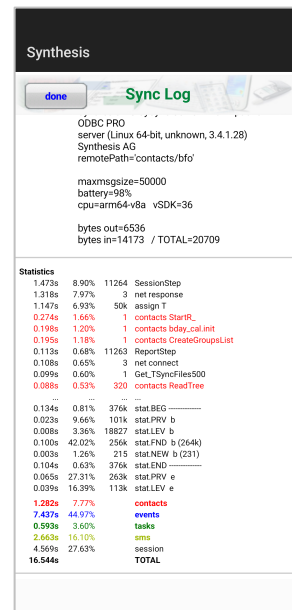 Synthesis
done
Sync Log
ODBC PRO
server (Linux 64-bit, unknown, 3.4.1.28)
Synthesis AG
remotePath='contacts/bfo'
maxmsgsize=50000
battery=98%
cpu=arm64-v8a vSDK=36
bytes out=6536
bytes in=14173 / TOTAL=20709
Statistics
1.473s 8.90% 11264 SessionStep
1.318s 7.97% 3 net response
1.147s 6.93% 50k assign T
0.274s 1.66% 1 contacts StartR_
0.198s 1.20% 1 bday_cal.init
0.195s 1.18% 1 contacts CreateGroupsList
0.113s 0.68% 11263 ReportStep
0.108s 0.65% 3 net connect
0.099s 0.60% 1 Get_TSyncFiles500
0.088s 0.53% 320 contacts ReadTree
... ... ... ...
0.134s 0.81% 376k stat.BEG --------------
0.023s 9.66% 101k stat.PRV b
0.008s 3.36% 18827 stat.LEV b
0.100s 42.02% 256k stat.FND b (264k)
0.003s 1.26% 215 stat.NEW b (231)
0.104s 0.63% 376k stat.END --------------
0.065s 27.31% 263k stat.PRV e
0.039s 16.39% 113k stat.LEV e
1.282s 7.77% contacts
7.437s 44.97% events
0.593s 3.60% tasks
2.663s 16.10% sms
4.569s 27.63% session
16.544s TOTAL